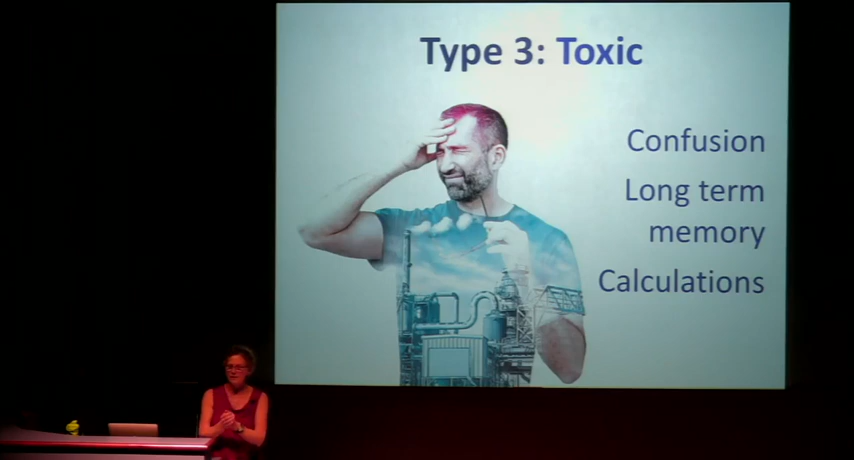 Type 3: Toxic
Confusion
Long term
memory
Calculations